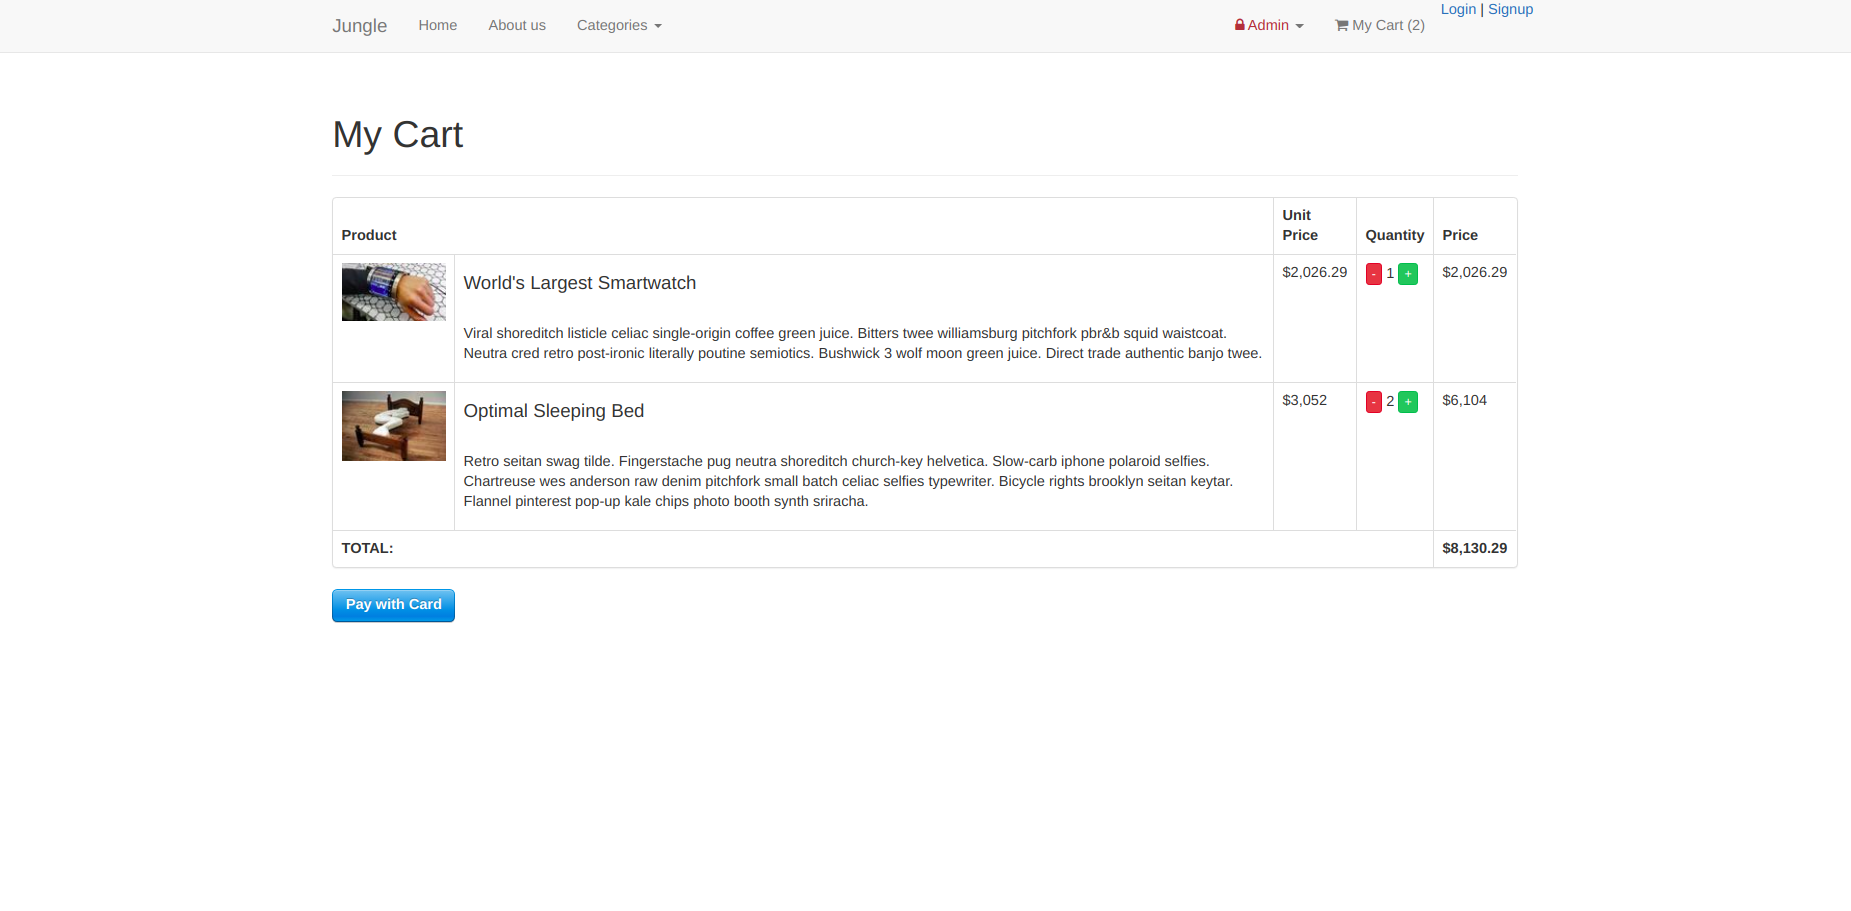 Jungle Home About us Categories Admin My Cart (2) Login | Signup
My Cart
Product Unit Price Quantity Price
World's Largest Smartwatch $2,026.29 - 1 + $2,026.29
Viral shoreditch listicle celiac single-origin coffee green juice. Bitters twee williamsburg pitchfork pbr&b squid waistcoat.
Neutra cred retro post-ironic literally poutine semiotics. Bushwick 3 wolf moon green juice. Direct trade authentic banjo twee.
Optimal Sleeping Bed $3,052 - 2 + $6,104
Retro seitan swag tilde. Fingerstache pug neutra shoreditch church-key helvetica. Slow-carb iphone polaroid selfies.
Chartreuse wes anderson raw denim pitchfork small batch celiac selfies typewriter. Bicycle rights brooklyn seitan keytar.
Flannel pinterest pop-up kale chips photo booth synth sriracha.
TOTAL: $8,130.29
Pay with Card